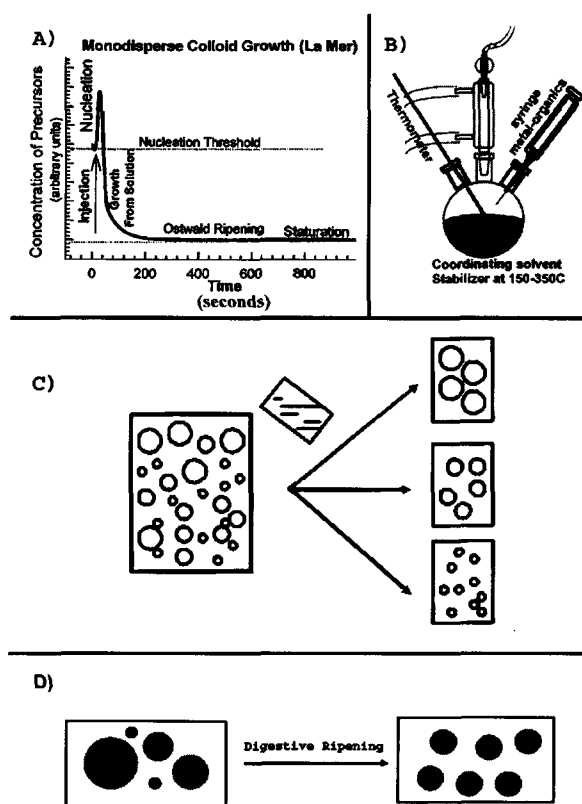 A)
Monodisperse Colloid Growth (La Mer)
Concentration of Precursors
(arbitrary units)
Nucleation
Injection
Nucleation Threshold
Growth
From Solution
Ostwald Ripening
Staturation
0
200
400
600
800
Time
(seconds)
B)
Thermometer
syringe
metal-organics
Coordinating solvent
Stabilizer at 150-350C
C)
D)
Digestive Ripening